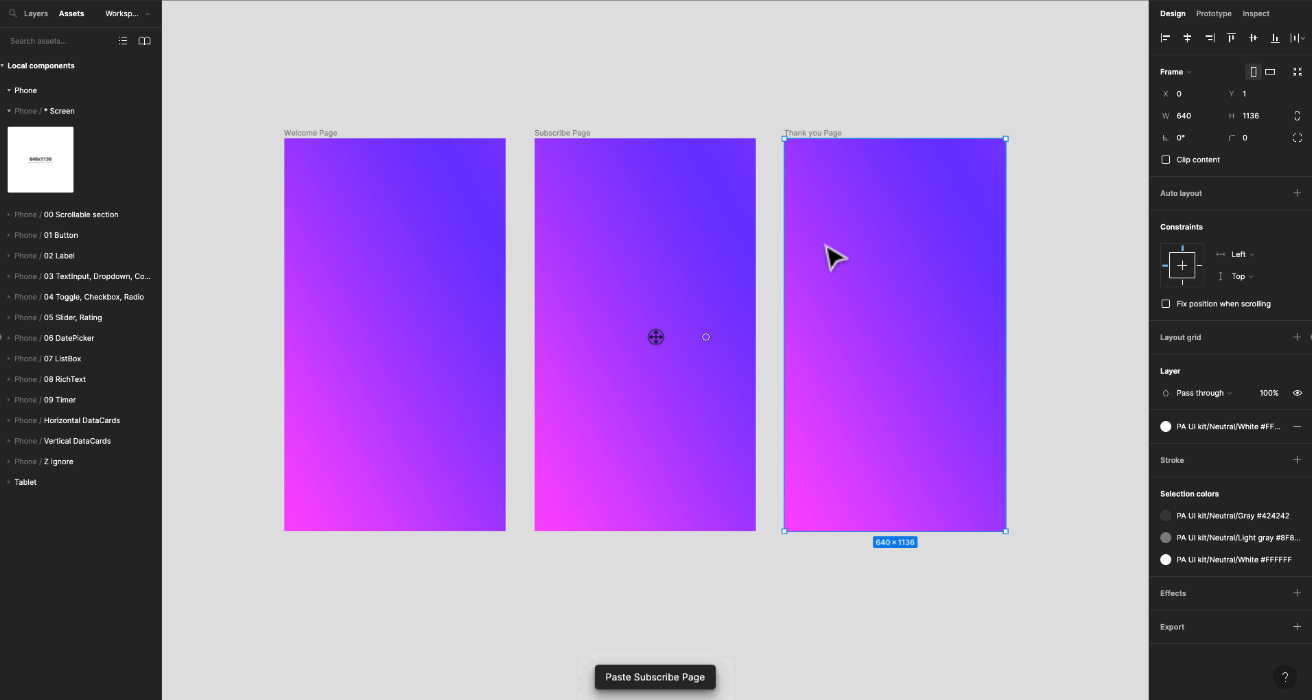 Layers Assets Worksp...
Search assets...
Local components
Phone
Phone / * Screen
640x1136
Phone / 00 Scrollable section
Phone / 01 Button
Phone / 02 Label
Phone / 03 TextInput, Dropdown, Co...
Phone / 04 Toggle, Checkbox, Radio
Phone / 05 Slider, Rating
Phone / 06 DatePicker
Phone / 07 ListBox
Phone / 08 RichText
Phone / 09 Timer
Phone / Horizontal DataCards
Phone / Vertical DataCards
Phone / Z Ignore
Tablet
Welcome Page
Subscribe Page
Thank you Page
640 × 1136
Paste Subscribe Page
Design Prototype Inspect
Frame
X 0 Y 1
W 640 H 1136
0° 0
Clip content
Auto layout
Constraints
Left
Top
Fix position when scrolling
Layout grid
Layer
Pass through 100%
PA UI kit/Neutral/White #FF...
Stroke
Selection colors
PA UI kit/Neutral/Gray #424242
PA UI kit/Neutral/Light gray #8F8...
PA UI kit/Neutral/White #FFFFFF
Effects
Export
?